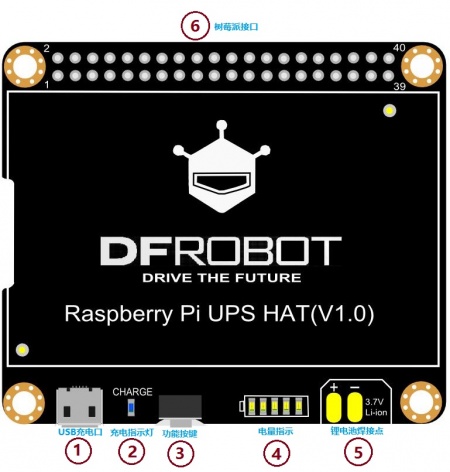 ⑥ 树莓派接口
2 40
1 39
DFROBOT
DRIVE THE FUTURE
Raspberry Pi UPS HAT(V1.0)
CHARGE
+ − 3.7V
Li-ion
USB充电口 充电指示灯 功能按键 电量指示 锂电池焊接点
① ② ③ ④ ⑤